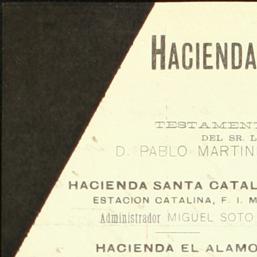 HACIENDA
TESTAMENT
DEL SR. L
D. PABLO MARTIN
HACIENDA SANTA CATAL
ESTACION CATALINA, F. I. M
Administrador MIGUEL SOTO
HACIENDA EL ALAMO